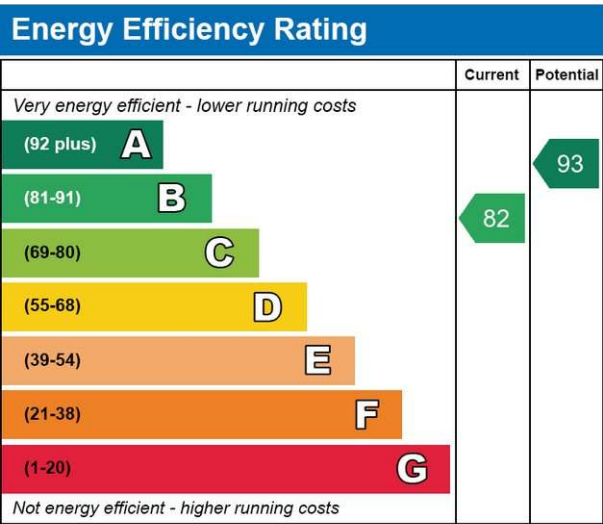 Energy Efficiency Rating
Current Potential
Very energy efficient - lower running costs
(92 plus) A
93
(81-91) B
82
(69-80) C
(55-68) D
(39-54) E
(21-38) F
(1-20) G
Not energy efficient - higher running costs